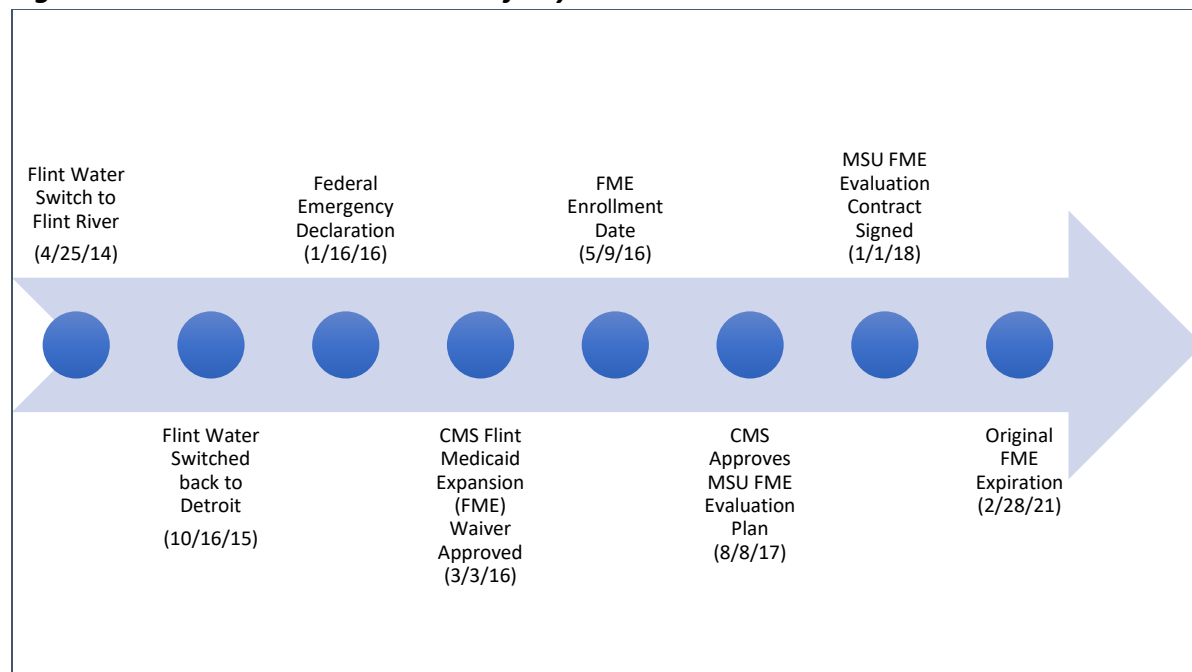 Flint Water
Switch to
Flint River
(4/25/14)
Flint Water
Switched
back to
Detroit
(10/16/15)
Federal
Emergency
Declaration
(1/16/16)
CMS Flint
Medicaid
Expansion
(FME)
Waiver
Approved
(3/3/16)
FME
Enrollment
Date
(5/9/16)
CMS
Approves
MSU FME
Evaluation
Plan
(8/8/17)
MSU FME
Evaluation
Contract
Signed
(1/1/18)
Original
FME
Expiration
(2/28/21)